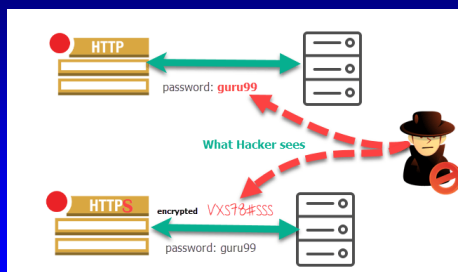 HTTP
password: guru99
What Hacker sees
HTTPS
encrypted VXS78#SSS
password: guru99